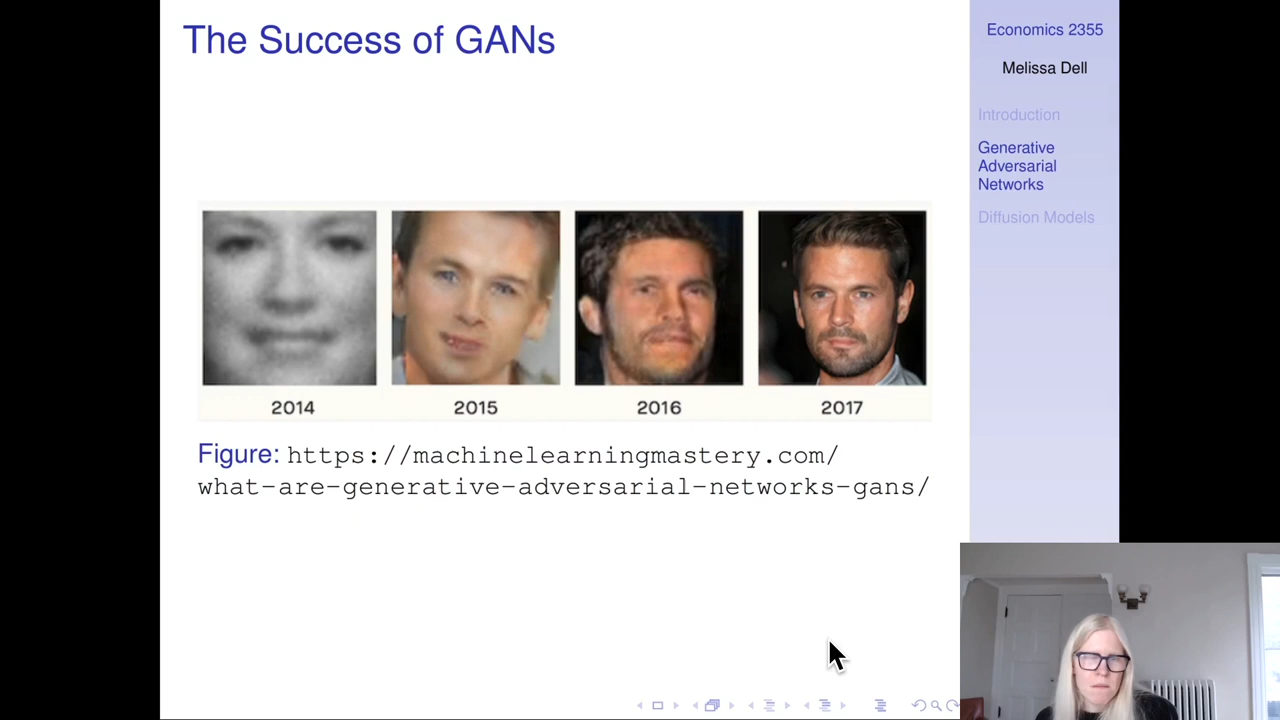 The Success of GANs
2014 2015 2016 2017
Figure: https://machinelearningmastery.com/
what-are-generative-adversarial-networks-gans/
Economics 2355
Melissa Dell
Introduction
Generative
Adversarial
Networks
Diffusion Models